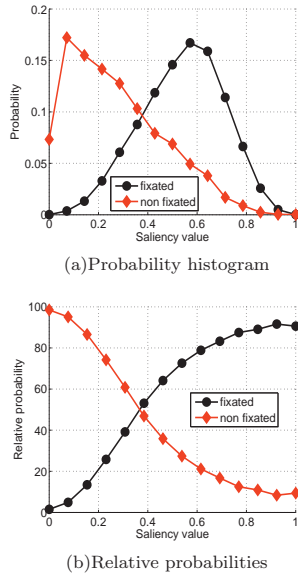 0.2
0.15
0.1
0.05
0
Probability
fixated
non fixated
0 0.2 0.4 0.6 0.8 1
Saliency value
(a)Probability histogram
100
80
60
40
20
0
Relative probability
fixated
non fixated
0 0.2 0.4 0.6 0.8 1
Saliency value
(b)Relative probabilities